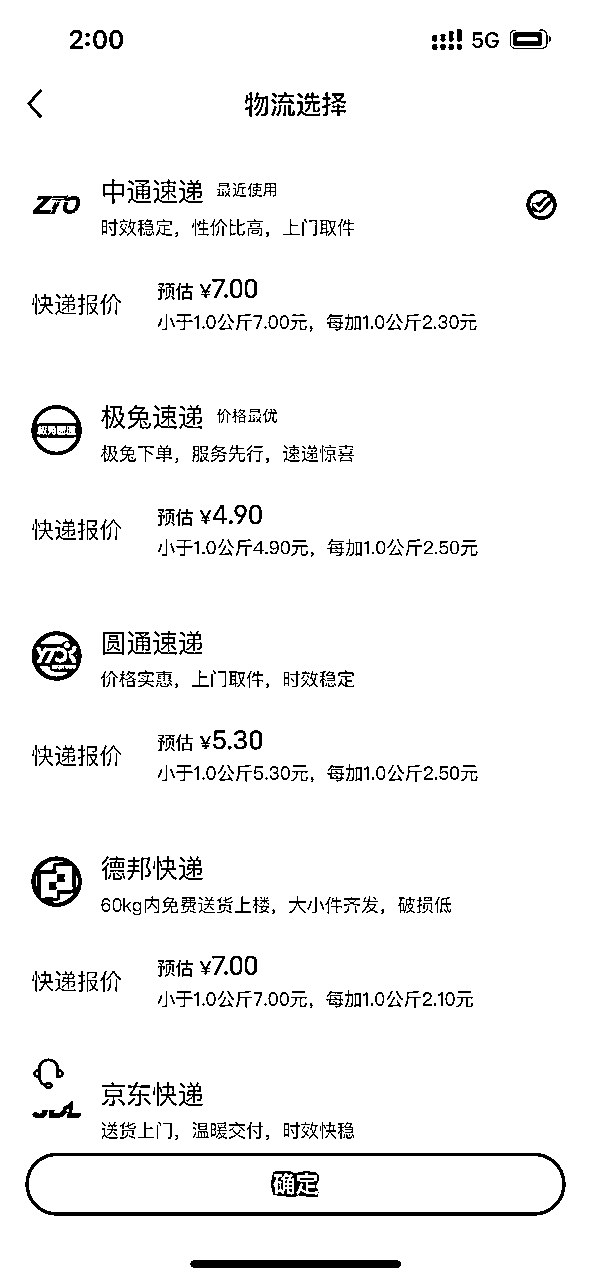 2:00 5G
物流选择
ZTO 中通速递 最近使用
时效稳定，性价比高，上门取件
快递报价 预估 ¥7.00
小于1.0公斤7.00元，每加1.0公斤2.30元
极兔速递 极兔速递 价格最优
极兔下单，服务先行，速递惊喜
快递报价 预估 ¥4.90
小于1.0公斤4.90元，每加1.0公斤2.50元
圆通速递
价格实惠，上门取件，时效稳定
快递报价 预估 ¥5.30
小于1.0公斤5.30元，每加1.0公斤2.50元
德邦快递
60kg内免费送货上楼，大小件齐发，破损低
快递报价 预估 ¥7.00
小于1.0公斤7.00元，每加1.0公斤2.10元
京东快递
送货上门，温暖交付，时效快稳
确定